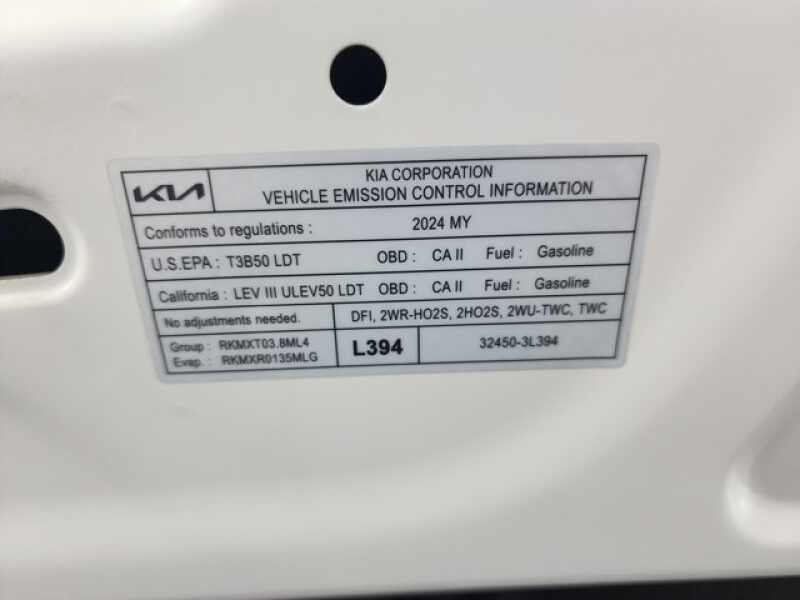 KIA
KIA CORPORATION
VEHICLE EMISSION CONTROL INFORMATION
Conforms to regulations : 2024 MY
U.S.EPA : T3B50 LDT OBD : CA II Fuel : Gasoline
California : LEV III ULEV50 LDT OBD : CA II Fuel : Gasoline
No adjustments needed. DFI, 2WR-HO2S, 2HO2S, 2WU-TWC, TWC
Group : RKMXT03.8ML4
Evap. : RKMXR0135MLG
L394
32450-3L394